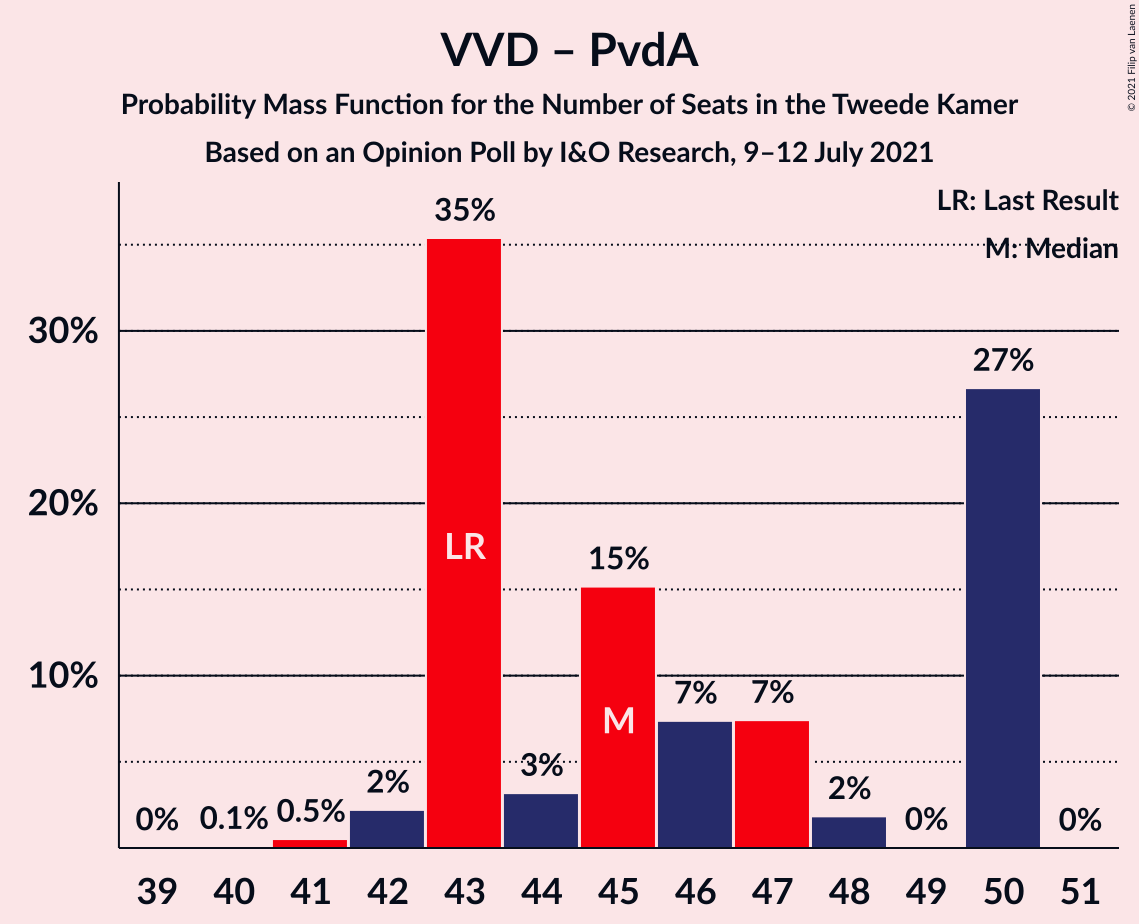 VVD – PvdA
Probability Mass Function for the Number of Seats in the Tweede Kamer
Based on an Opinion Poll by I&O Research, 9–12 July 2021
© 2021 Filip van Laenen
LR: Last Result
M: Median
30%
20%
10%
0%
0.1%
0.5%
2%
35%
3%
15%
7%
7%
2%
0%
27%
0%
LR
M
39 40 41 42 43 44 45 46 47 48 49 50 51